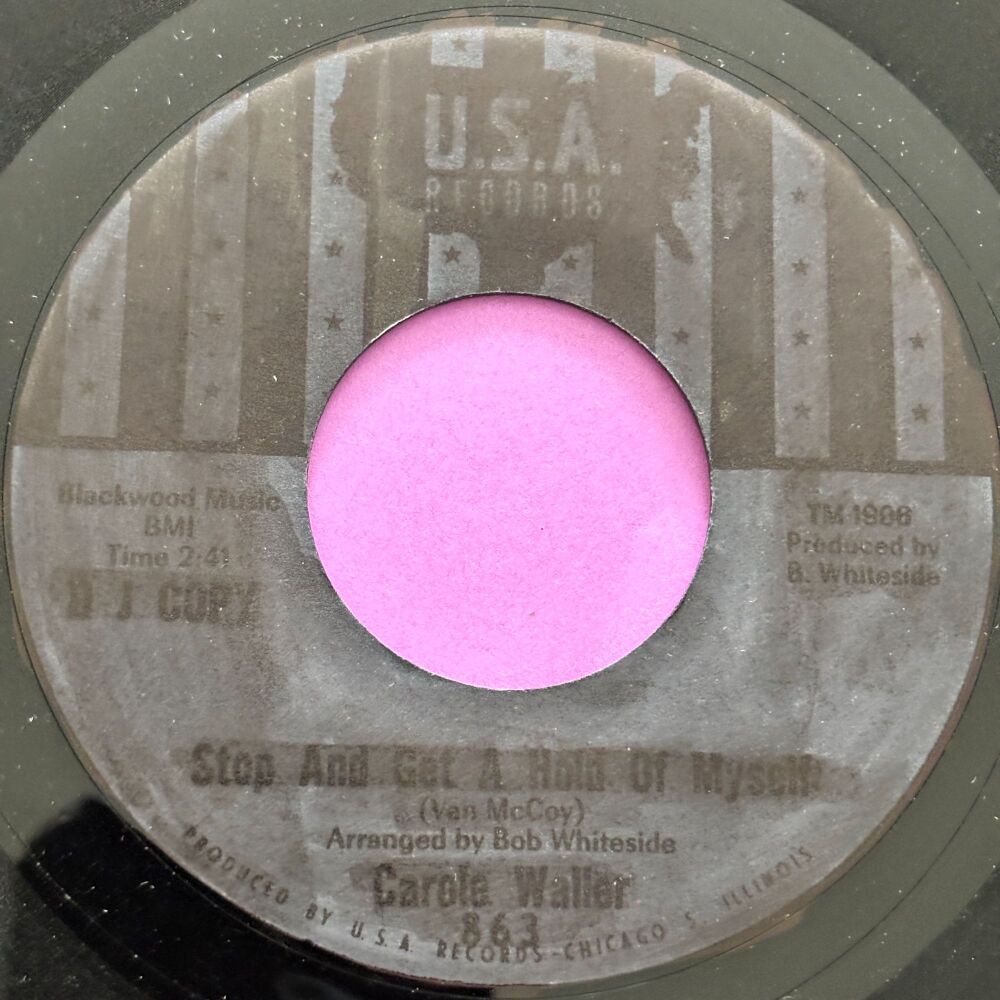 U.S.A.
RECORDS
Blackwood Music
BMI
Time 2:41
D J COPY
TM 1986
Produced by
B. Whiteside
Stop And Get A Hold Of Myself
(Van McCoy)
Arranged by Bob Whiteside
Carole Waller
863
PRODUCED BY U.S.A. RECORDS-CHICAGO 5, ILLINOIS